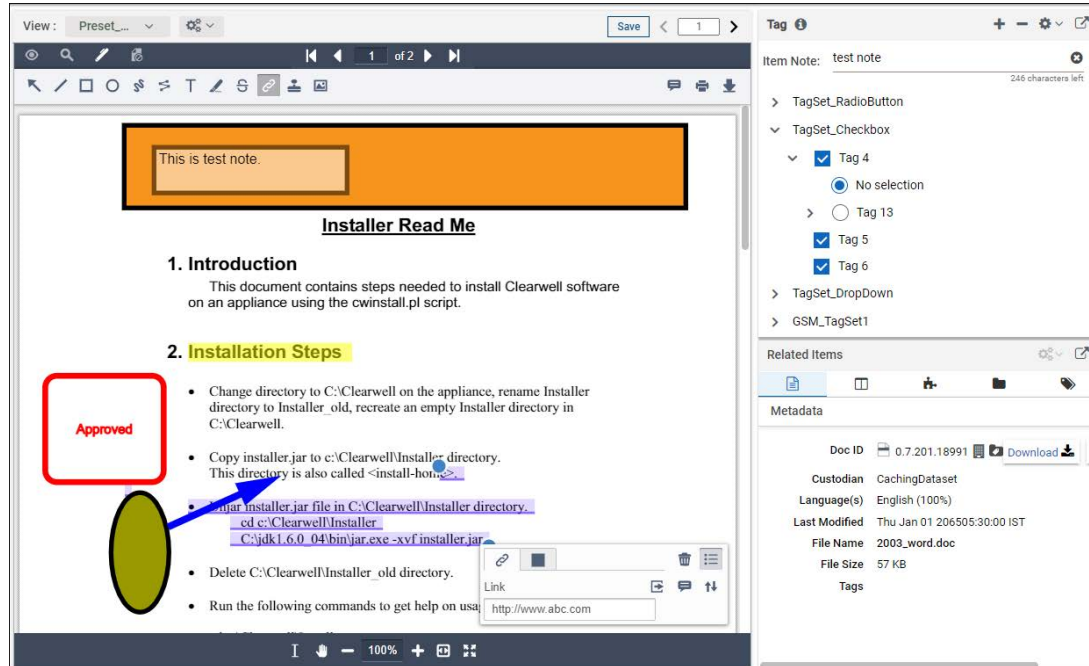 View :
Preset_...
Save
1
1 of 2
T
S
This is test note.
Installer Read Me
1. Introduction
This document contains steps needed to install Clearwell software
on an appliance using the cwinstall.pl script.
2. Installation Steps
Approved
• Change directory to C:\Clearwell on the appliance, rename Installer
directory to Installer_old, recreate an empty Installer directory in
C:\Clearwell.
• Copy installer.jar to c:\Clearwell\Installer directory.
This directory is also called <install-home>.
installer.jar file in C:\Clearwell\Installer directory.
cd c:\Clearwell\Installer
C:\jdk1.6.0_04\bin\jar.exe -xvf installer.jar
• Delete C:\Clearwell\Installer_old directory.
• Run the following commands to get help on
Link
http://www.abc.com
100%
Tag
Item Note: test note
246 characters left
TagSet_RadioButton
TagSet_Checkbox
Tag 4
No selection
Tag 13
Tag 5
Tag 6
TagSet_DropDown
GSM_TagSet1
Related Items
Metadata
Doc ID 0.7.201.18991 Download
Custodian CachingDataset
Language(s) English (100%)
Last Modified Thu Jan 01 206505:30:00 IST
File Name 2003_word.doc
File Size 57 KB
Tags